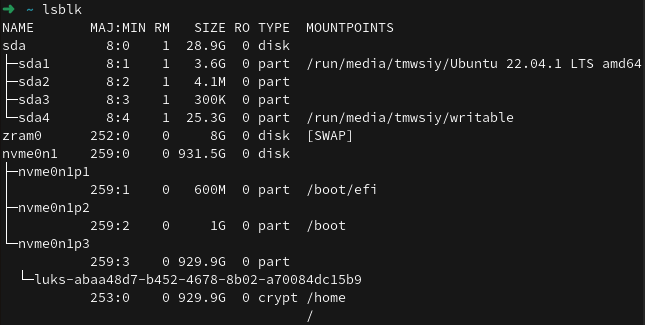 ➜ ~ lsblk
NAME MAJ:MIN RM SIZE RO TYPE MOUNTPOINTS
sda 8:0 1 28.9G 0 disk
├─sda1 8:1 1 3.6G 0 part /run/media/tmwsiy/Ubuntu 22.04.1 LTS amd64
├─sda2 8:2 1 4.1M 0 part
├─sda3 8:3 1 300K 0 part
└─sda4 8:4 1 25.3G 0 part /run/media/tmwsiy/writable
zram0 252:0 0 8G 0 disk [SWAP]
nvme0n1 259:0 0 931.5G 0 disk
├─nvme0n1p1
│ 259:1 0 600M 0 part /boot/efi
├─nvme0n1p2
│ 259:2 0 1G 0 part /boot
└─nvme0n1p3
259:3 0 929.9G 0 part
└─luks-abaa48d7-b452-4678-8b02-a70084dc15b9
253:0 0 929.9G 0 crypt /home
/